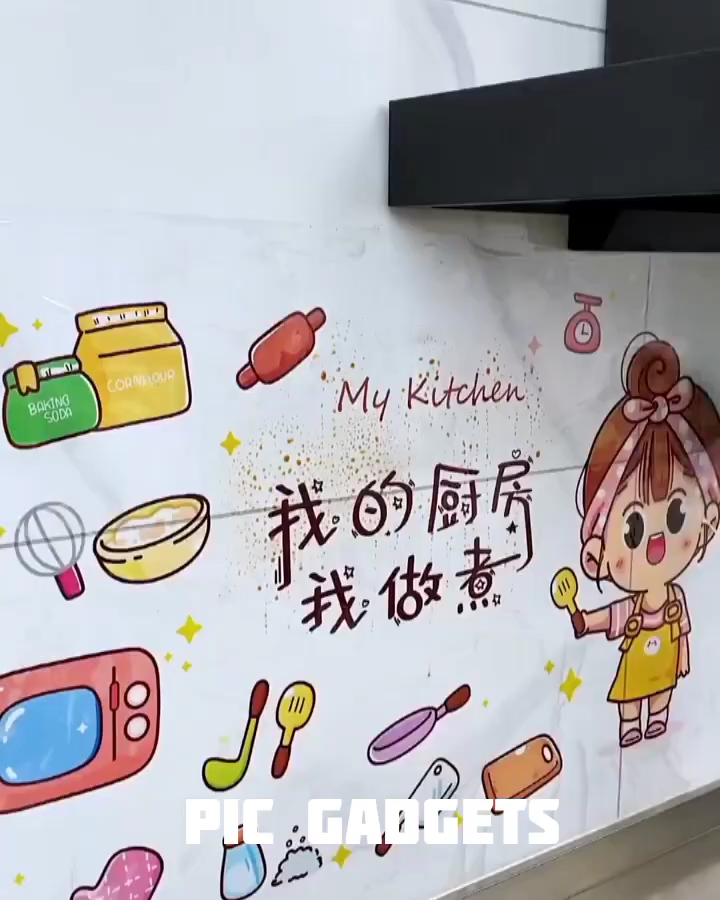 BAKING
SODA
CORNFLOUR
My Kitchen
我的厨房
我做煮
PIC GADGETS